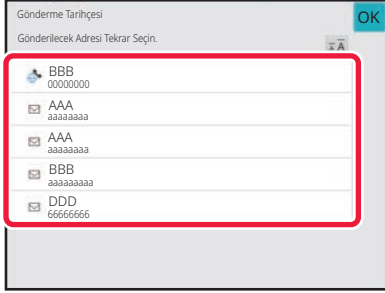 Gönderme Tarihçesi
OK
Gönderilecek Adresi Tekrar Seçin.
A A
BBB
00000000
AAA
aaaaaaaa
AAA
aaaaaaaa
BBB
aaaaaaaaa
DDD
66666666